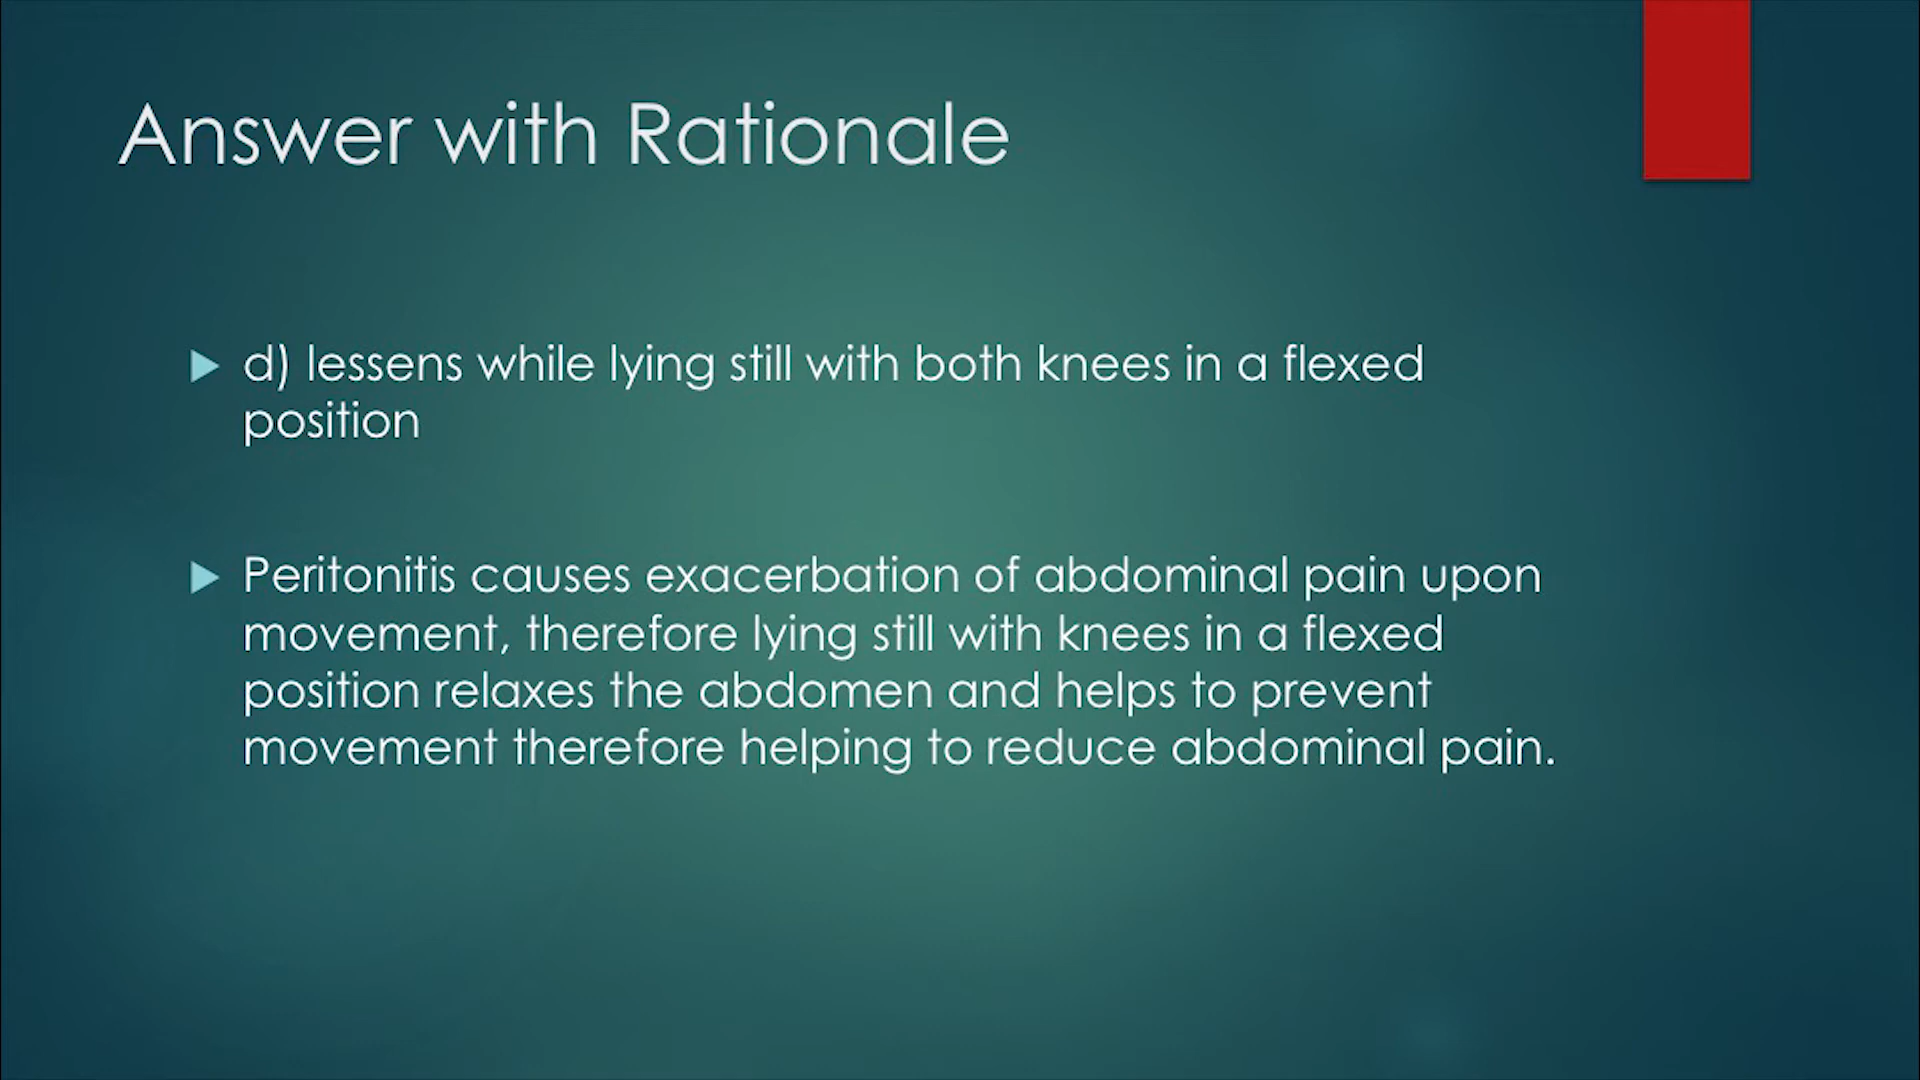 Answer with Rationale
d) lessens while lying still with both knees in a flexed
position
Peritonitis causes exacerbation of abdominal pain upon
movement, therefore lying still with knees in a flexed
position relaxes the abdomen and helps to prevent
movement therefore helping to reduce abdominal pain.